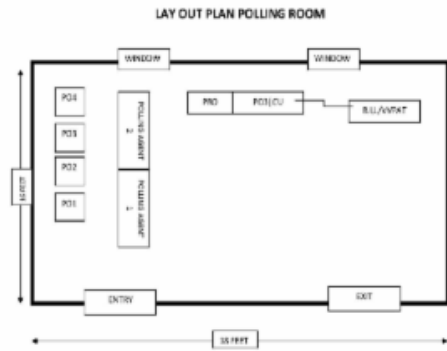 LAY OUT PLAN POLLING ROOM
WINDOW
WINDOW
PO4
PO3
PO2
PO1
POLLING AGENT 2
POLLING AGENT 1
PRO
PO3/CU
ENTRY
EXIT
FEET
18 FEET